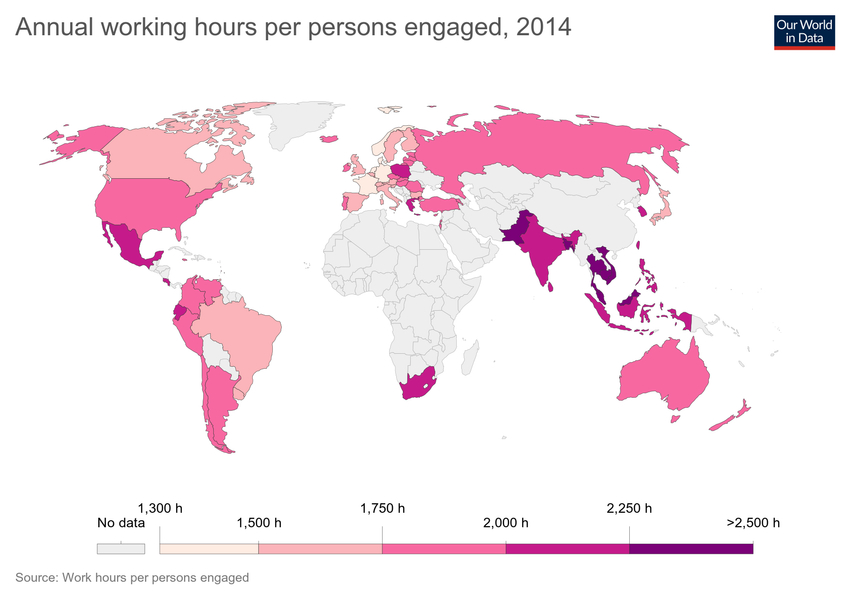 Annual working hours per persons engaged, 2014
Our World
in Data
1,300 h
1,750 h
2,250 h
No data
1,500 h
2,000 h
>2,500 h
Source: Work hours per persons engaged